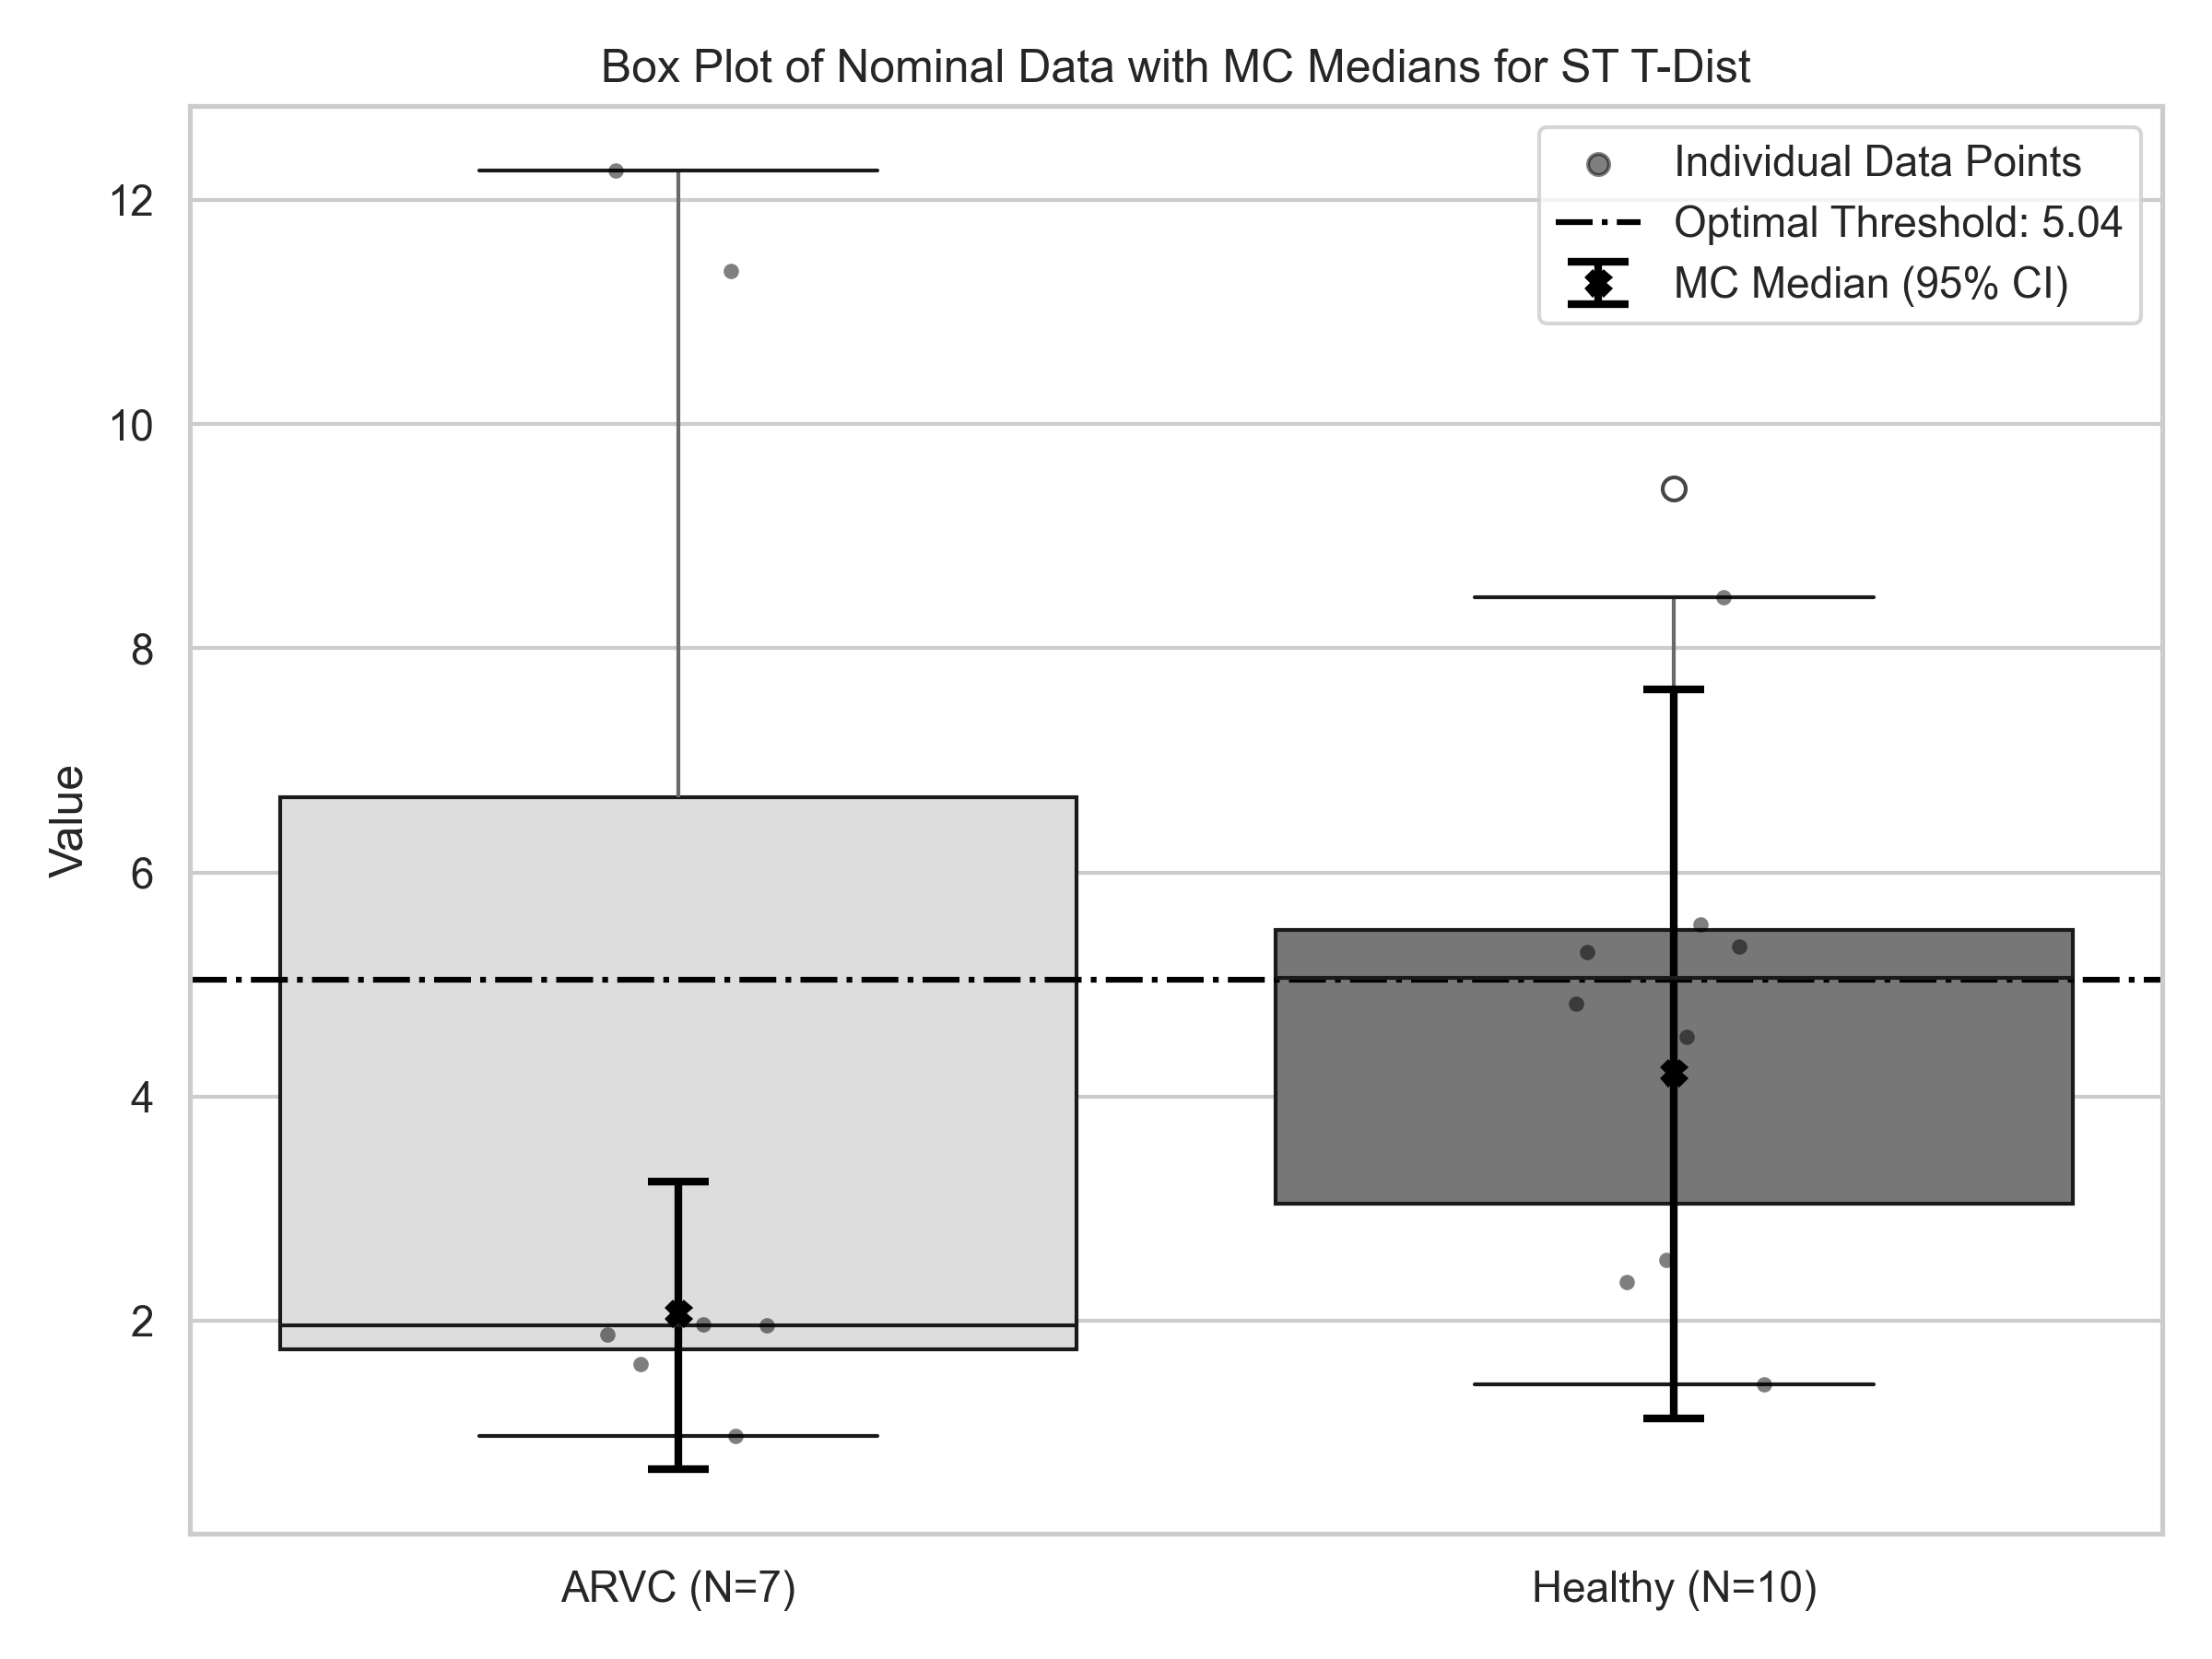 Box Plot of Nominal Data with MC Medians for ST T-Dist
Individual Data Points
Optimal Threshold: 5.04
MC Median (95% CI)
12
10
8
6
4
2
Value
ARVC (N=7)
Healthy (N=10)